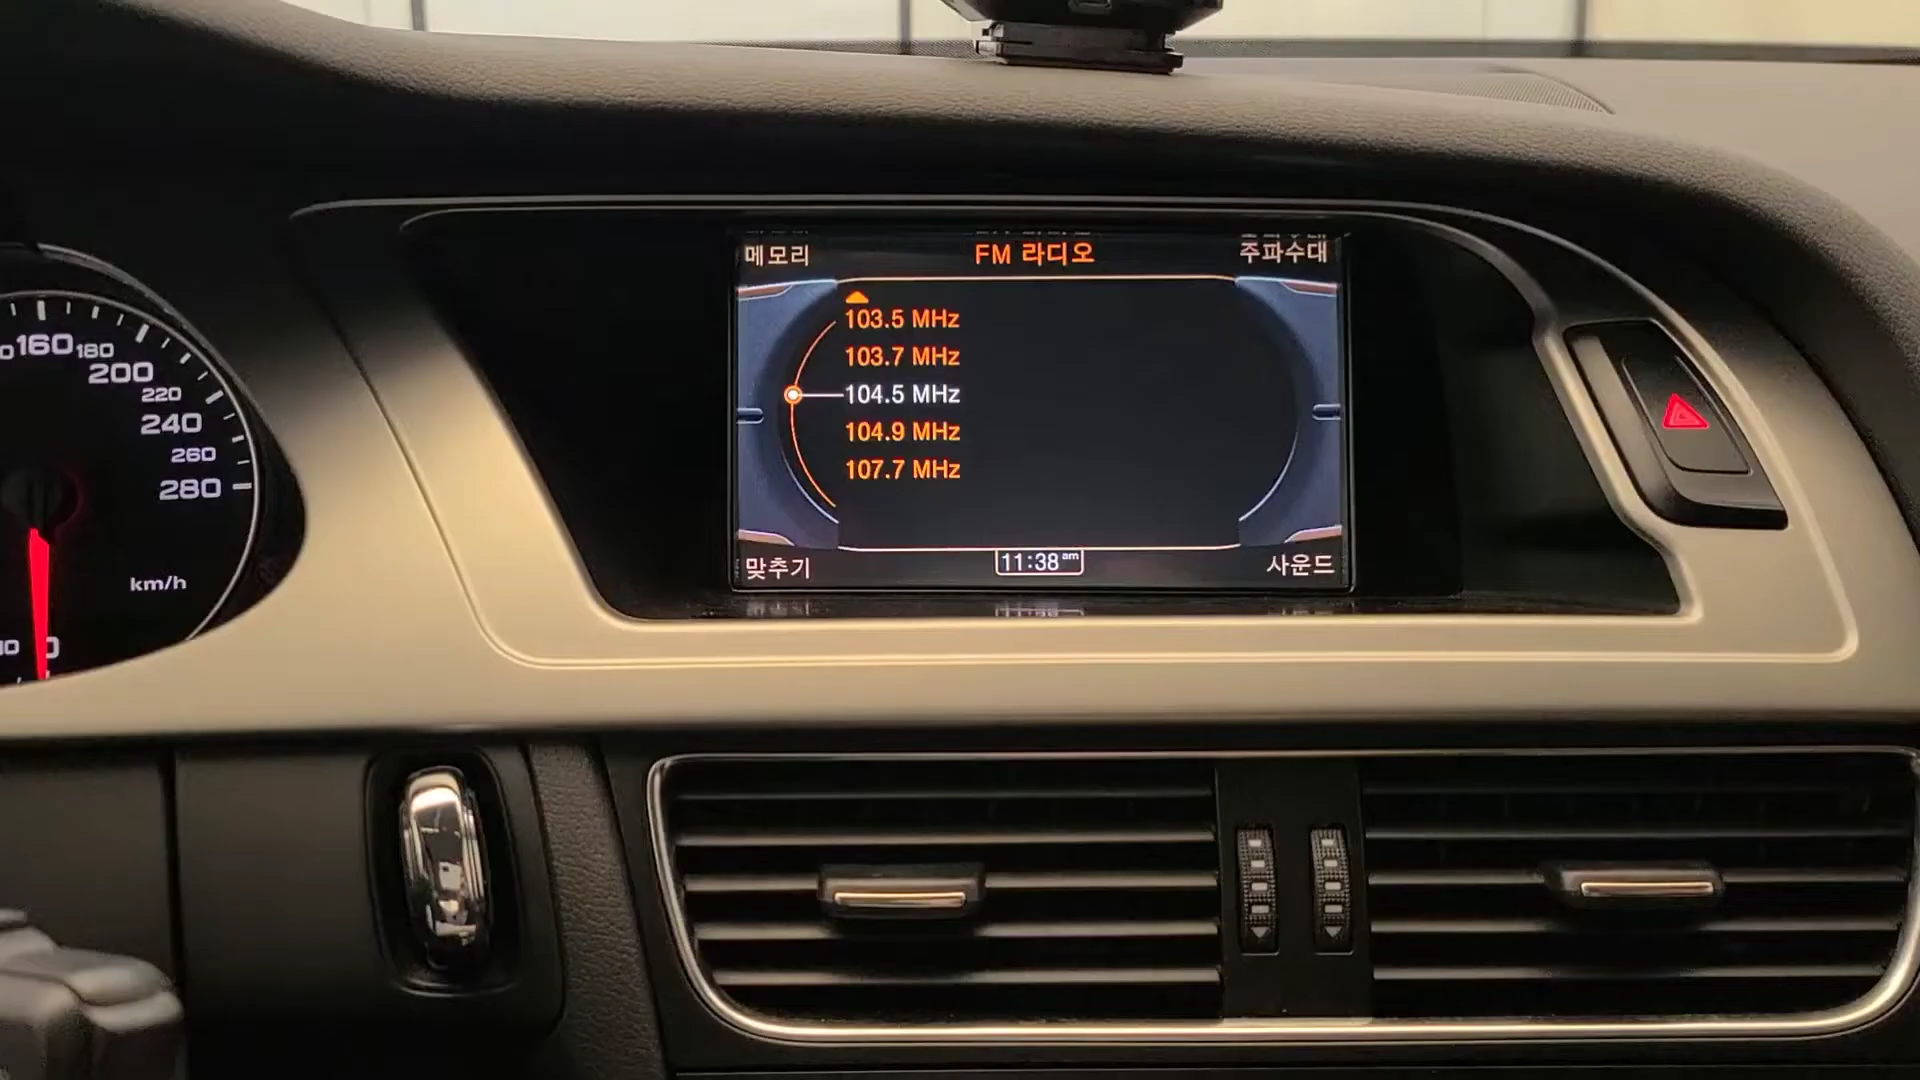 메모리 FM 라디오 주파수대
103.5 MHz
103.7 MHz
104.5 MHz
104.9 MHz
107.7 MHz
맞추기 11:38 am 사운드
160
180
200
220
240
260
280
km/h